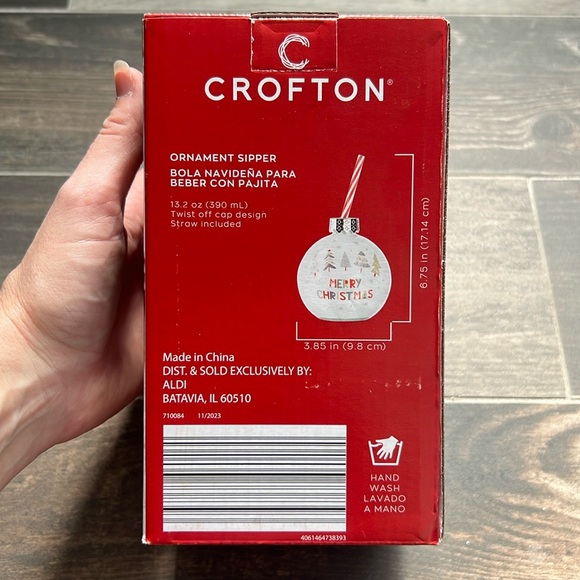 C
CROFTON®
ORNAMENT SIPPER
BOLA NAVIDEÑA PARA
BEBER CON PAJITA
13.2 oz (390 mL)
Twist off cap design
Straw included
MERRY
CHRISTMAS
6.75 in (17.14 cm)
3.85 in (9.8 cm)
Made in China
DIST. & SOLD EXCLUSIVELY BY:
ALDI
BATAVIA, IL 60510
710084 11/2023
HAND
WASH
LAVADO
A MANO
4061464738393